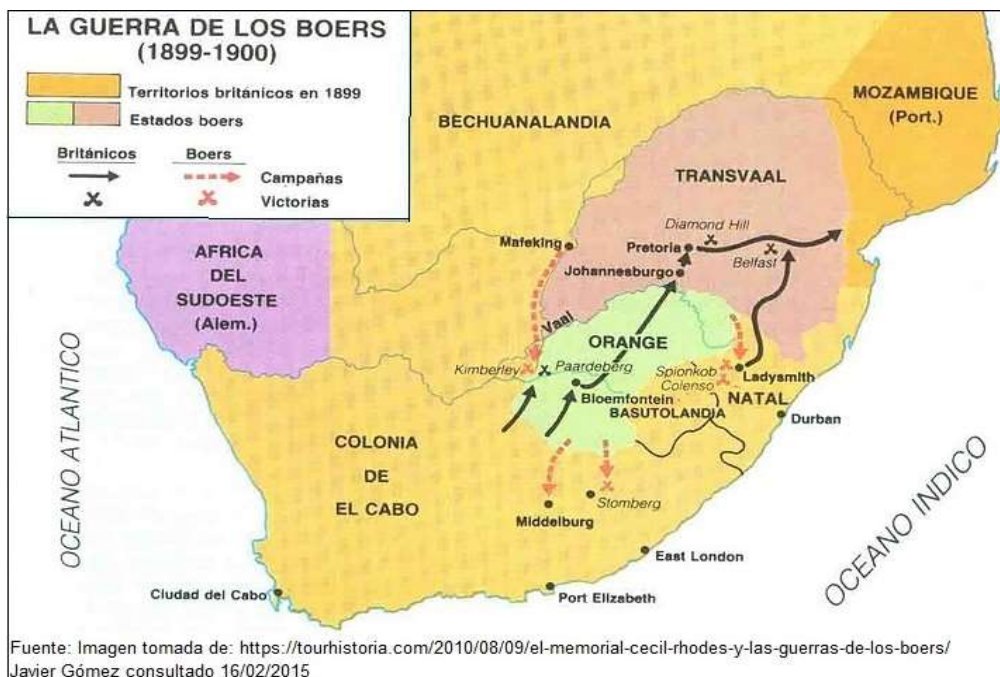 LA GUERRA DE LOS BOERS
(1899-1900)
Territorios británicos en 1899
Estados boers
Británicos
Boers
Campañas
Victorias
BECHUANALANDIA
MOZAMBIQUE
(Port.)
TRANSVAAL
Diamond Hill
Mafeking
Pretoria
Belfast
Johannesburgo
AFRICA
DEL
SUDOESTE
(Alem.)
Vaal
ORANGE
Kimberley
Paardeberg
Spionkob
Colenso
Ladysmith
Bloemfontein
NATAL
BASUTOLANDIA
Durban
OCEANO ATLANTICO
COLONIA
DE
EL CABO
Stomberg
Middelburg
OCEANO INDICO
East London
Ciudad del Cabo
Port Elizabeth
Fuente: Imagen tomada de: https://tourhistoria.com/2010/08/09/el-memorial-cecil-rhodes-y-las-guerras-de-los-boers/
Javier Gómez consultado 16/02/2015